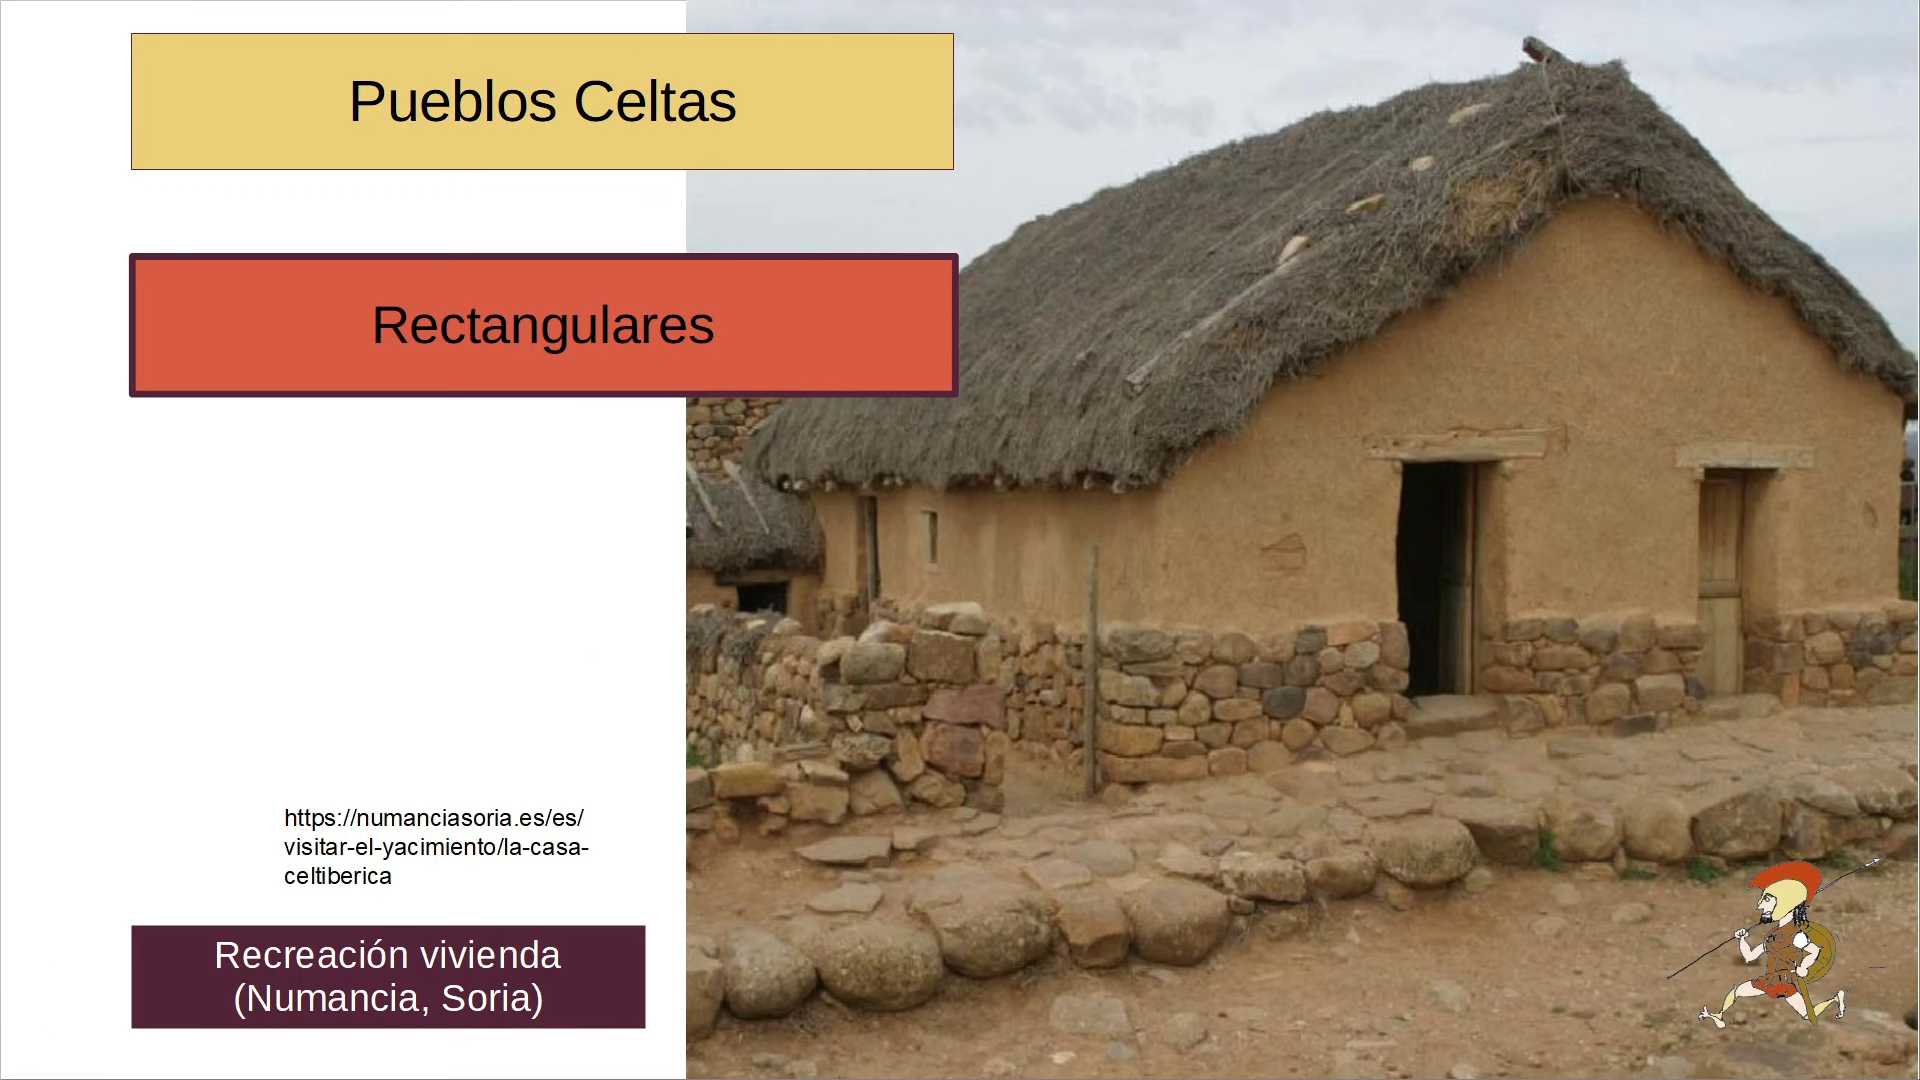 Pueblos Celtas
Rectangulares
https://numanciasoria.es/es/
visitar-el-yacimiento/la-casa-
celtiberica
Recreación vivienda
(Numancia, Soria)